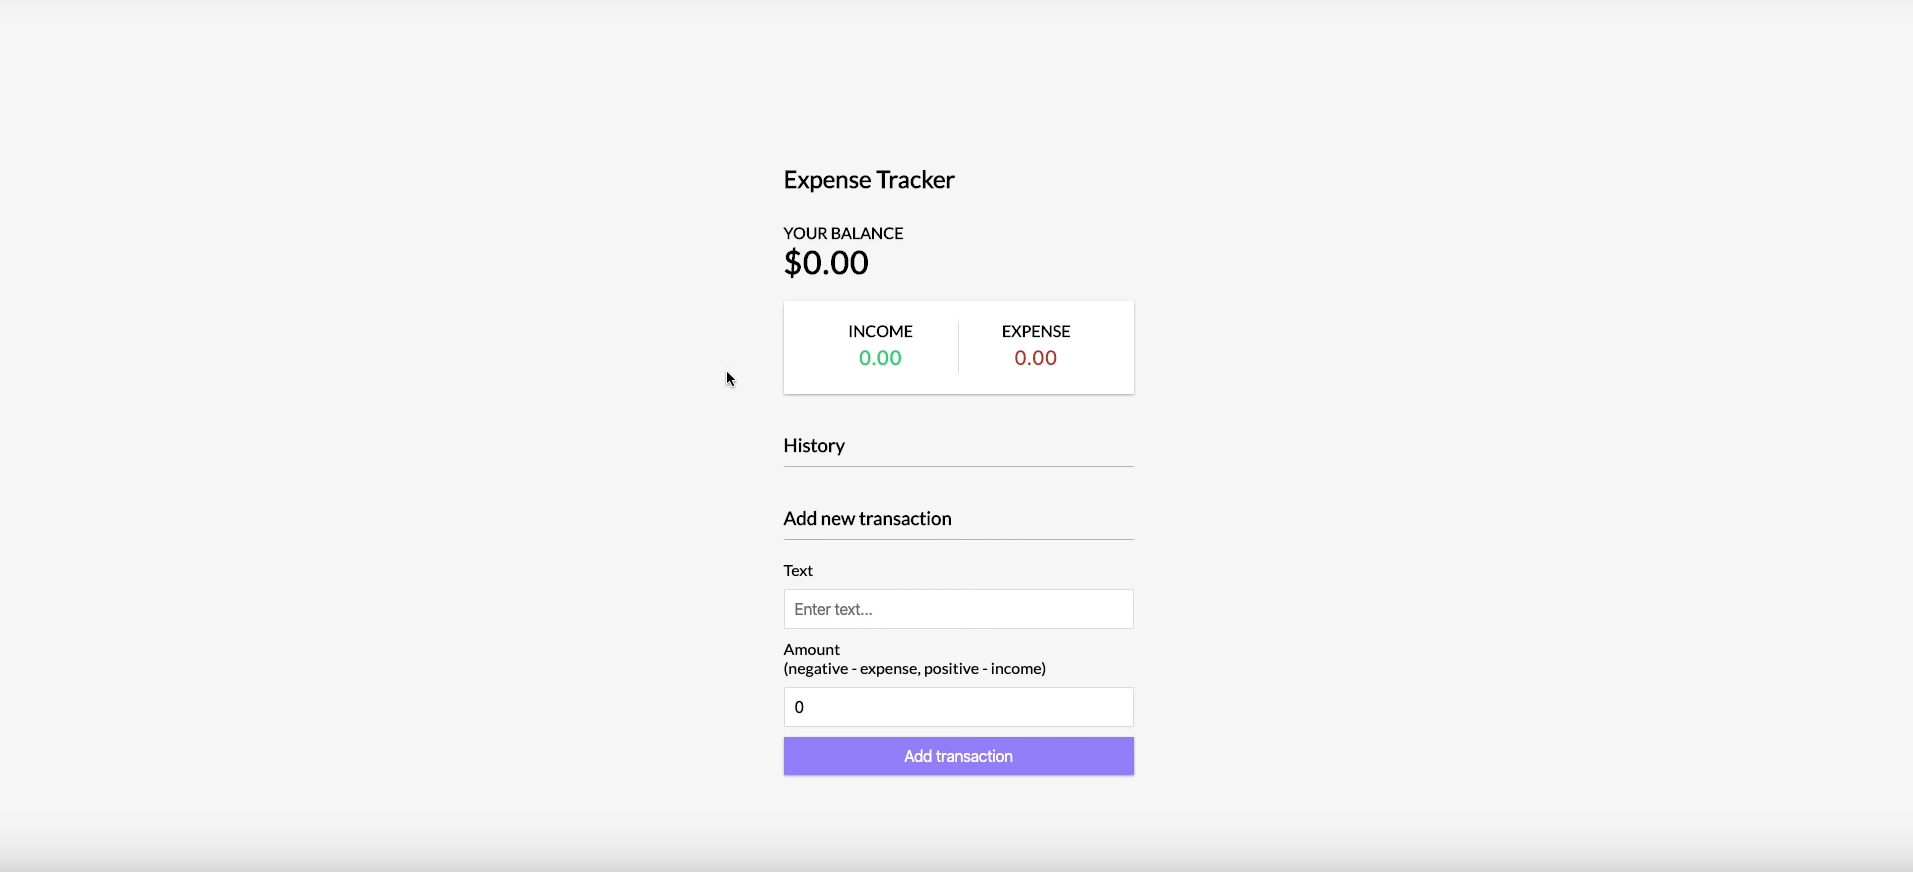 Expense Tracker
YOUR BALANCE
$0.00
INCOME
EXPENSE
0.00
0.00
History
Add new transaction
Text
Enter text...
Amount
(negative - expense, positive - income)
0
Add transaction